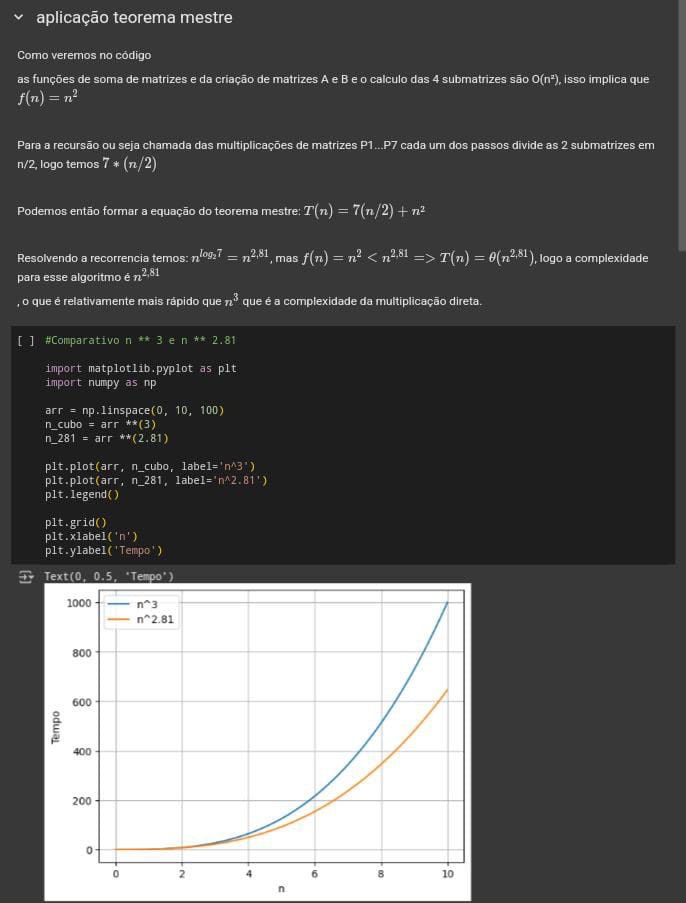 aplicação teorema mestre
Como veremos no código
as funções de soma de matrizes e da criação de matrizes A e B e o calculo das 4 submatrizes são O(n²), isso implica que
f(n) = n²
Para a recursão ou seja chamada das multiplicações de matrizes P1...P7 cada um dos passos divide as 2 submatrizes em
n/2, logo temos 7 * (n/2)
Podemos então formar a equação do teorema mestre: T(n) = 7(n/2) + n²
Resolvendo a recorrencia temos: n^{log_2 7} = n^{2,81}, mas f(n) = n² < n^{2,81} => T(n) = θ(n^{2,81}), logo a complexidade
para esse algoritmo é n^{2,81}
, o que é relativamente mais rápido que n³ que é a complexidade da multiplicação direta.
[ ] #Comparativo n ** 3 e n ** 2.81
import matplotlib.pyplot as plt
import numpy as np
arr = np.linspace(0, 10, 100)
n_cubo = arr **(3)
n_281 = arr **(2.81)
plt.plot(arr, n_cubo, label='n^3')
plt.plot(arr, n_281, label='n^2.81')
plt.legend()
plt.grid()
plt.xlabel('n')
plt.ylabel('Tempo')
Text(0, 0.5, 'Tempo')
n^3
n^2.81
1000
800
600
400
200
0
Tempo
0 2 4 6 8 10
n